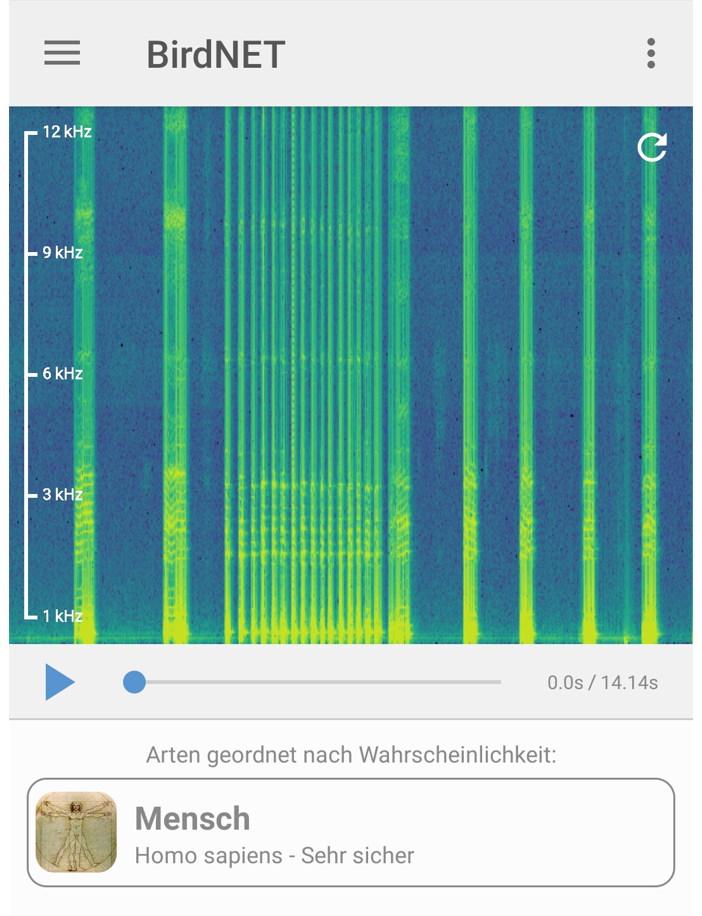 BirdNET
12 kHz
9 kHz
6 kHz
3 kHz
1 kHz
0.0s / 14.14s
Arten geordnet nach Wahrscheinlichkeit:
Mensch
Homo sapiens - Sehr sicher